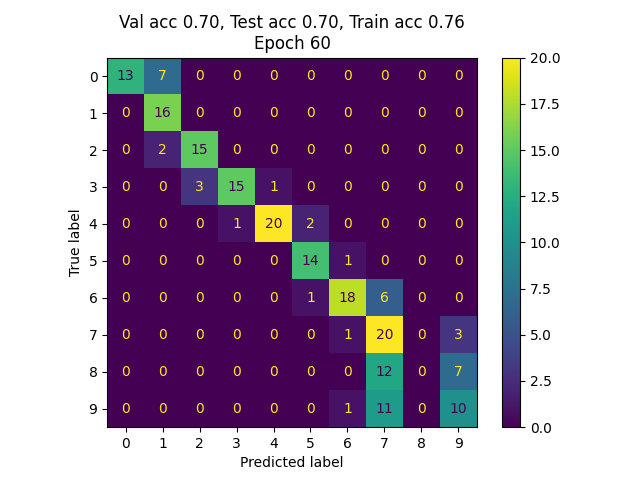 Val acc 0.70, Test acc 0.70, Train acc 0.76
Epoch 60
0 13 7 0 0 0 0 0 0 0 0
1 0 16 0 0 0 0 0 0 0 0
2 0 2 15 0 0 0 0 0 0 0
3 0 0 3 15 1 0 0 0 0 0
4 0 0 0 1 20 2 0 0 0 0
5 0 0 0 0 0 14 1 0 0 0
6 0 0 0 0 0 1 18 6 0 0
7 0 0 0 0 0 0 1 20 0 3
8 0 0 0 0 0 0 0 12 0 7
9 0 0 0 0 0 0 1 11 0 10
0 1 2 3 4 5 6 7 8 9
Predicted label
True label
20.0
17.5
15.0
12.5
10.0
7.5
5.0
2.5
0.0